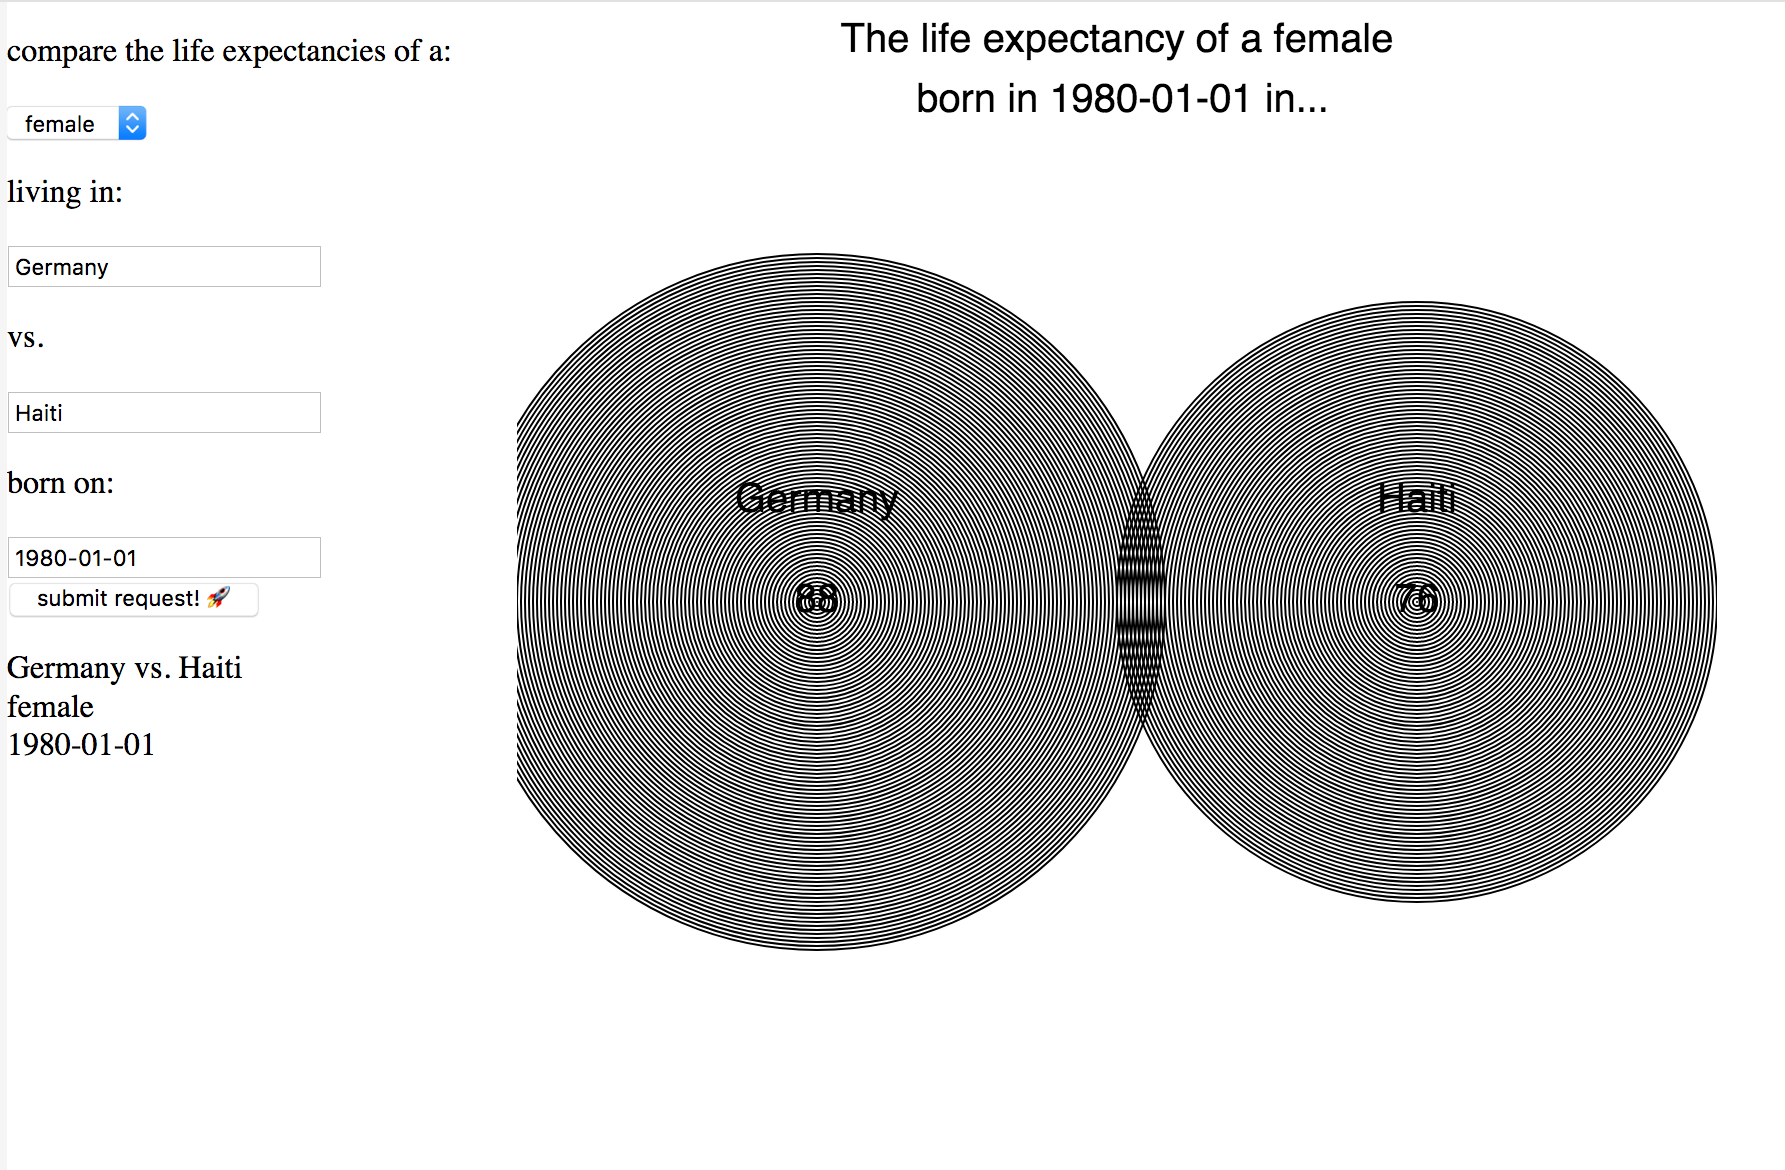 compare the life expectancies of a:
female
living in:
Germany
vs.
Haiti
born on:
1980-01-01
submit request! 🚀
Germany vs. Haiti
female
1980-01-01
The life expectancy of a female
born in 1980-01-01 in...
Germany
88
Haiti
76